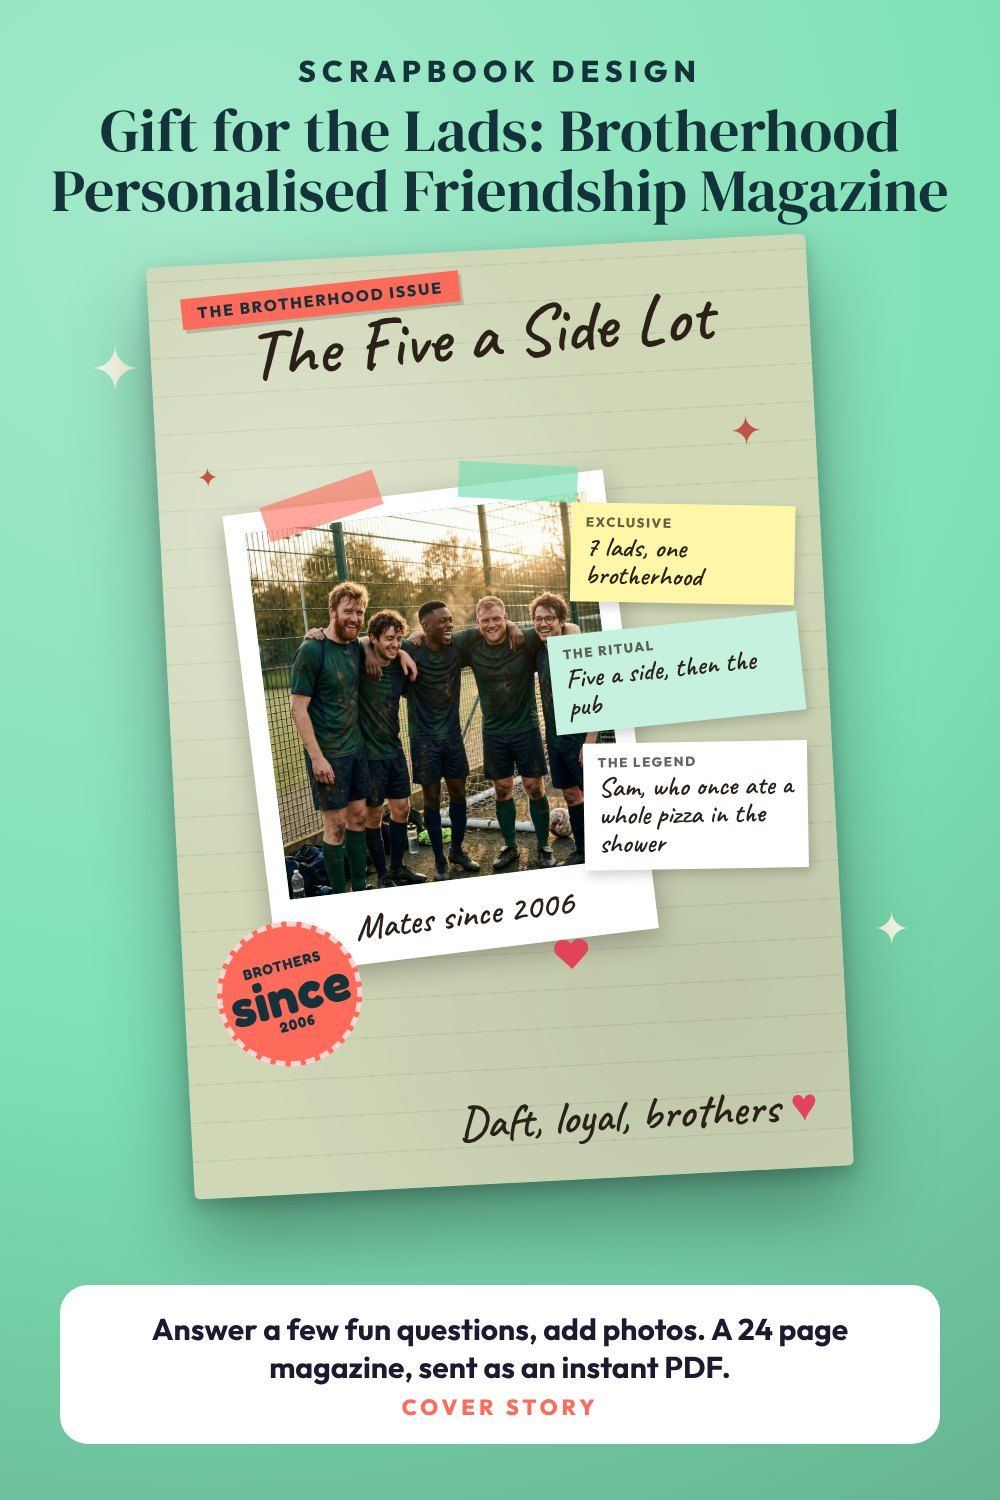 SCRAPBOOK DESIGN
Gift for the Lads: Brotherhood
Personalised Friendship Magazine
THE BROTHERHOOD ISSUE
The Five a Side Lot
EXCLUSIVE
7 lads, one
brotherhood
THE RITUAL
Five a side, then the
pub
THE LEGEND
Sam, who once ate a
whole pizza in the
shower
Mates since 2006
BROTHERS
since
2006
Daft, loyal, brothers ♥
Answer a few fun questions, add photos. A 24 page
magazine, sent as an instant PDF.
COVER STORY